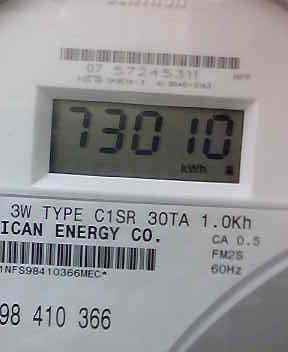 07 57245311
73010
kWh
3W TYPE C1SR 30TA 1.0Kh
ICAN ENERGY CO.
CA 0.5
FM2S
60Hz
1NFS98410366MEC*
98 410 366